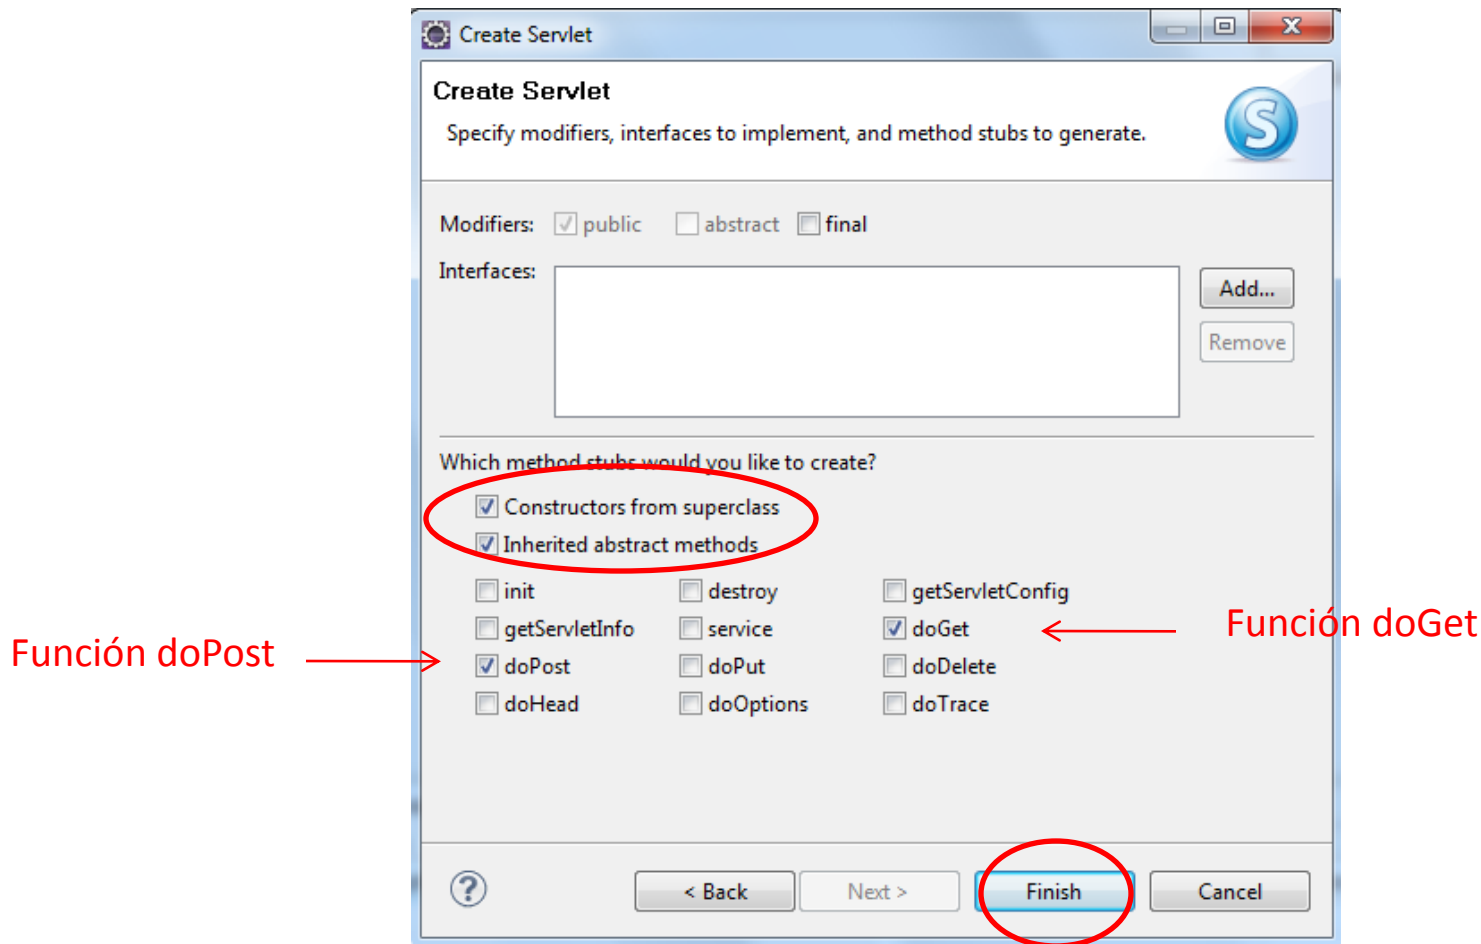 Create Servlet
Create Servlet
Specify modifiers, interfaces to implement, and method stubs to generate.
Modifiers: public abstract final
Interfaces:
Add...
Remove
Which method stubs would you like to create?
Constructors from superclass
Inherited abstract methods
init destroy getServletConfig
getServletInfo service doGet
Función doGet
Función doPost
doPost doPut doDelete
doHead doOptions doTrace
< Back Next > Finish Cancel